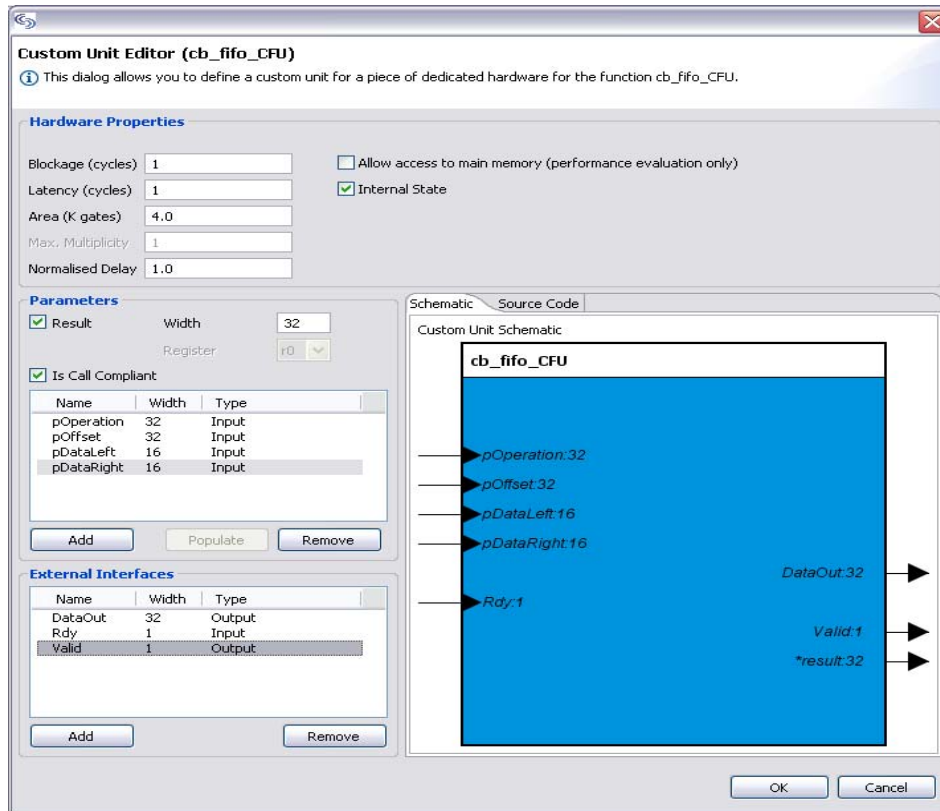 Custom Unit Editor (cb_fifo_CFU)
This dialog allows you to define a custom unit for a piece of dedicated hardware for the function cb_fifo_CFU.
Hardware Properties
Blockage (cycles) 1
Allow access to main memory (performance evaluation only)
Latency (cycles) 1
Internal State
Area (K gates) 4.0
Max. Multiplicity 1
Normalised Delay 1.0
Parameters
Result Width 32
Register r0
Is Call Compliant
Name Width Type
pOperation 32 Input
pOffset 32 Input
pDataLeft 16 Input
pDataRight 16 Input
Add Populate Remove
External Interfaces
Name Width Type
DataOut 32 Output
Rdy 1 Input
Valid 1 Output
Add Remove
Schematic Source Code
Custom Unit Schematic
cb_fifo_CFU
pOperation:32
pOffset:32
pDataLeft:16
pDataRight:16
DataOut:32
Rdy:1
Valid:1
*result:32
OK Cancel